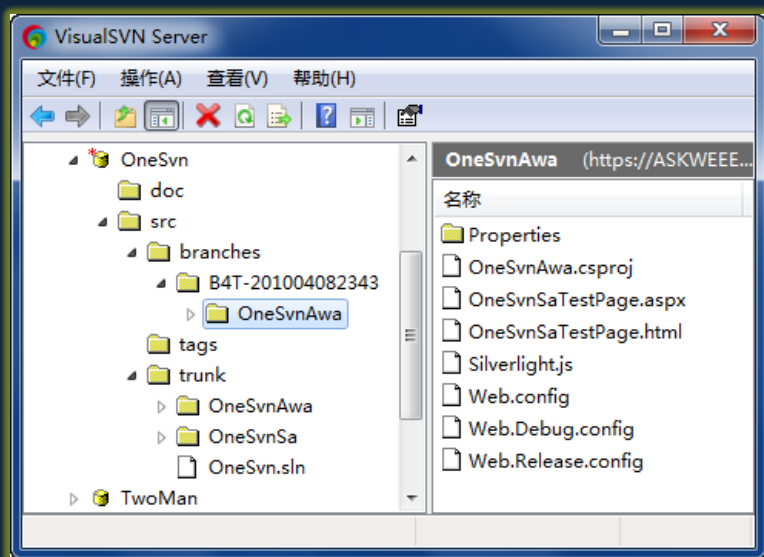 VisualSVN Server
文件(F) 操作(A) 查看(V) 帮助(H)
OneSvn
doc
src
branches
B4T-201004082343
OneSvnAwa
tags
trunk
OneSvnAwa
OneSvnSa
OneSvn.sln
TwoMan
OneSvnAwa (https://ASKWEEE...
名称
Properties
OneSvnAwa.csproj
OneSvnSaTestPage.aspx
OneSvnSaTestPage.html
Silverlight.js
Web.config
Web.Debug.config
Web.Release.config